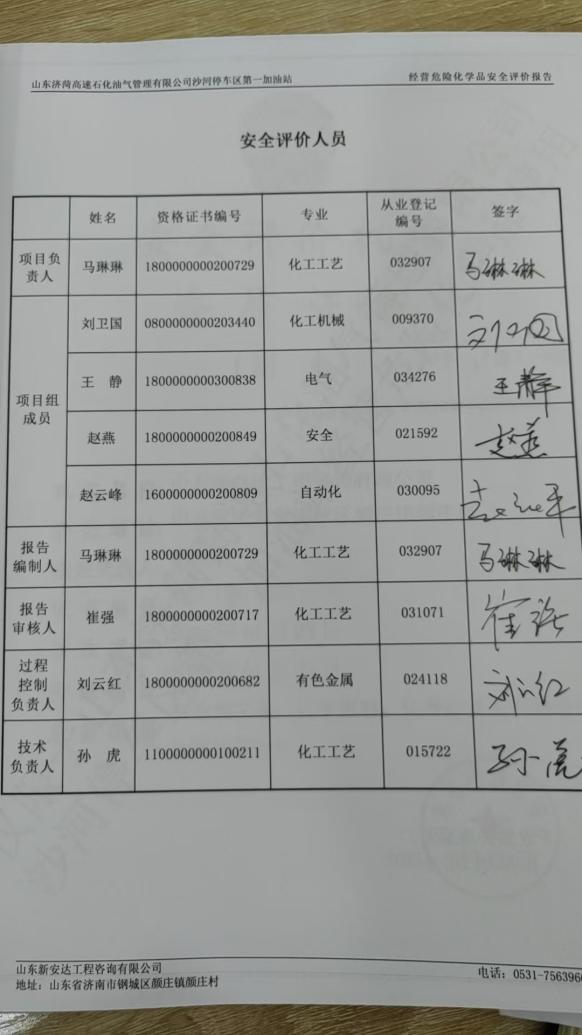 山东济菏高速石化油气管理有限公司沙河停车区第一加油站 经营危险化学品安全评价报告
安全评价人员
姓名 资格证书编号 专业 从业登记编号 签字
项目负责人 马琳琳 1800000000200729 化工工艺 032907 马琳琳
项目组成员 刘卫国 0800000000203440 化工机械 009370 刘卫国
王 静 1800000000300838 电气 034276 王静
赵燕 1800000000200849 安全 021592 赵燕
赵云峰 1600000000200809 自动化 030095
报告编制人 马琳琳 1800000000200729 化工工艺 032907 马琳琳
报告审核人 崔强 1800000000200717 化工工艺 031071 崔强
过程控制负责人 刘云红 1800000000200682 有色金属 024118 刘云红
技术负责人 孙 虎 1100000000100211 化工工艺 015722 孙虎
山东新安达工程咨询有限公司
地址：山东省济南市钢城区颜庄镇颜庄村 电话：0531-7563966